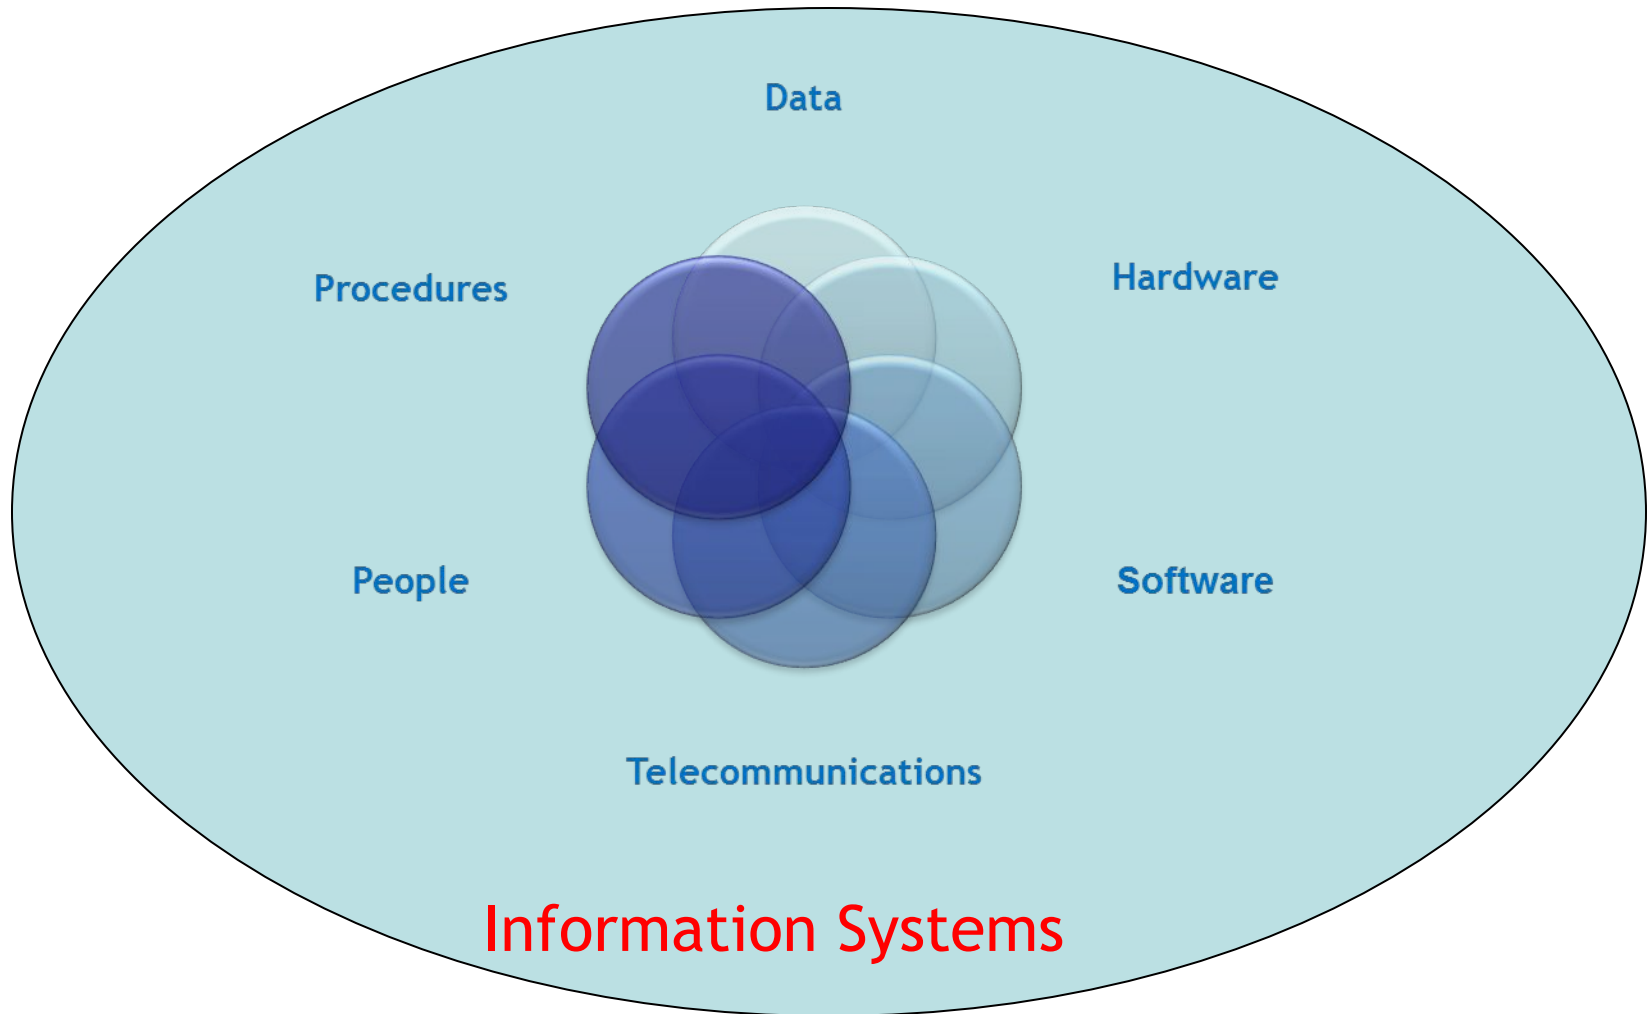 Data
Procedures
Hardware
People
Software
Telecommunications
Information Systems